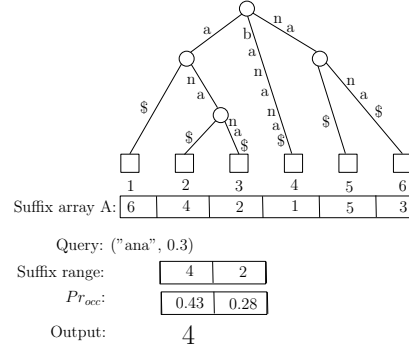 a
n
a
b
a
n
a
n
a
$
$
n
a
$
n
a
$
$
n
a
$
1 2 3 4 5 6
Suffix array A: 6 4 2 1 5 3
Query: ("ana", 0.3)
Suffix range: 4 2
Pr_occ: 0.43 0.28
Output: 4